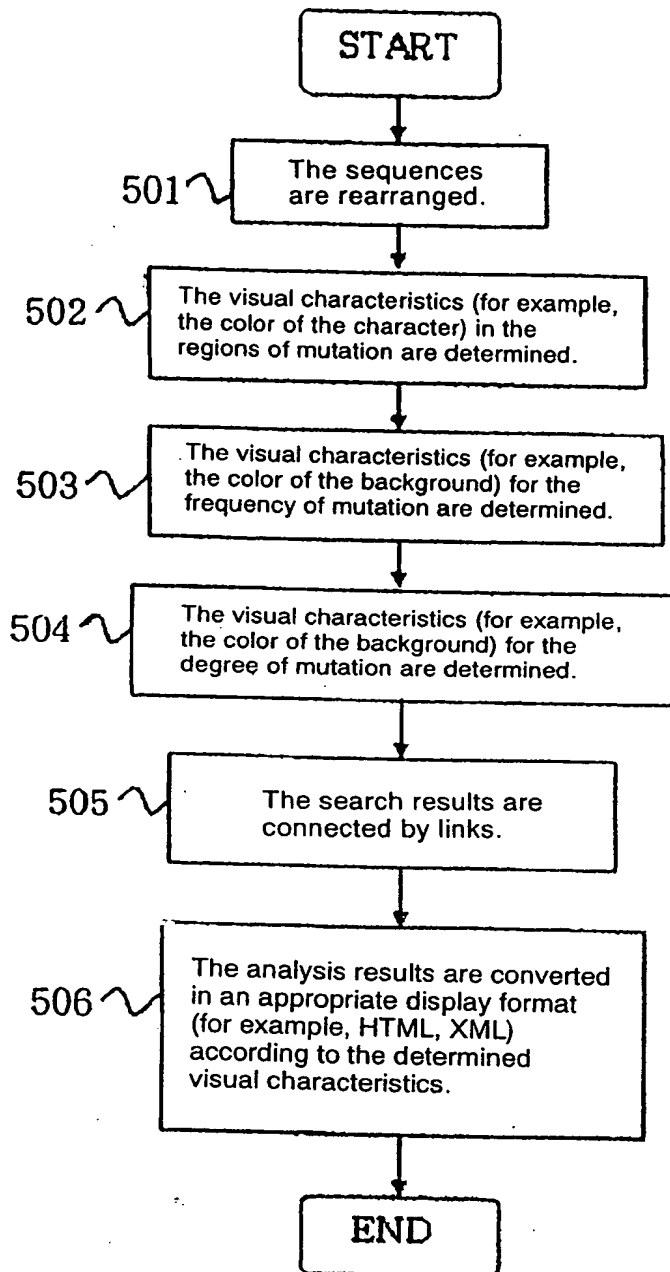 START
501
The sequences
are rearranged.
502
The visual characteristics (for example,
the color of the character) in the
regions of mutation are determined.
503
The visual characteristics (for example,
the color of the background) for the
frequency of mutation are determined.
504
The visual characteristics (for example,
the color of the background) for the
degree of mutation are determined.
505
The search results are
connected by links.
506
The analysis results are converted
in an appropriate display format
(for example, HTML, XML)
according to the determined
visual characteristics.
END